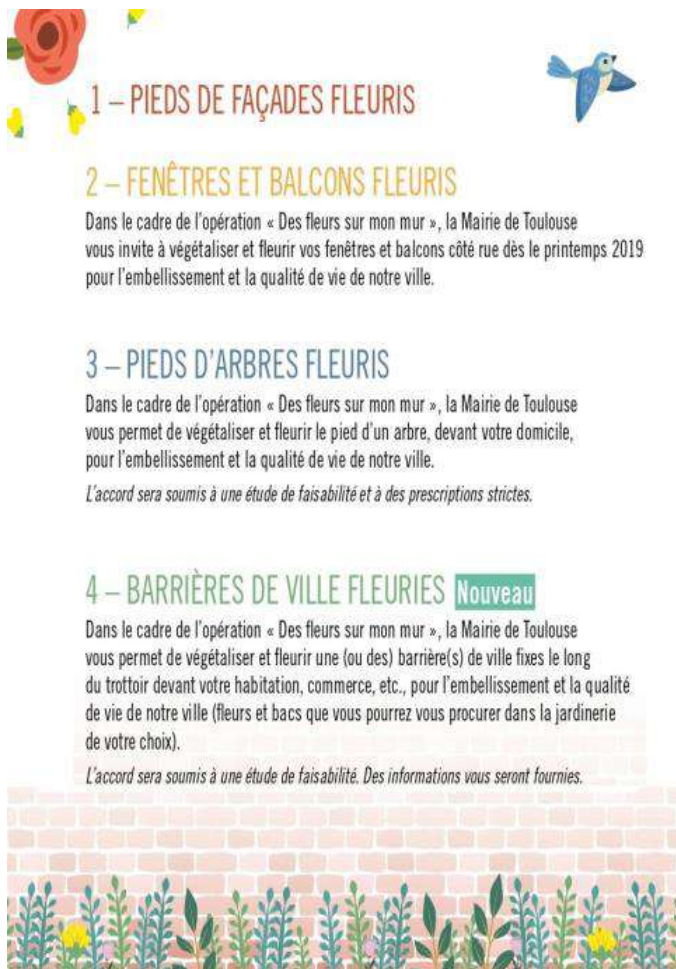 1 – PIEDS DE FAÇADES FLEURIS
2 – FENÊTRES ET BALCONS FLEURIS
Dans le cadre de l'opération « Des fleurs sur mon mur », la Mairie de Toulouse
vous invite à végétaliser et fleurir vos fenêtres et balcons côté rue dès le printemps 2019
pour l'embellissement et la qualité de vie de notre ville.
3 – PIEDS D'ARBRES FLEURIS
Dans le cadre de l'opération « Des fleurs sur mon mur », la Mairie de Toulouse
vous permet de végétaliser et fleurir le pied d'un arbre, devant votre domicile,
pour l'embellissement et la qualité de vie de notre ville.
L'accord sera soumis à une étude de faisabilité et à des prescriptions strictes.
4 – BARRIÈRES DE VILLE FLEURIES Nouveau
Dans le cadre de l'opération « Des fleurs sur mon mur », la Mairie de Toulouse
vous permet de végétaliser et fleurir une (ou des) barrière(s) de ville fixes le long
du trottoir devant votre habitation, commerce, etc., pour l'embellissement et la qualité
de vie de notre ville (fleurs et bacs que vous pourrez vous procurer dans la jardinerie
de votre choix).
L'accord sera soumis à une étude de faisabilité. Des informations vous seront fournies.